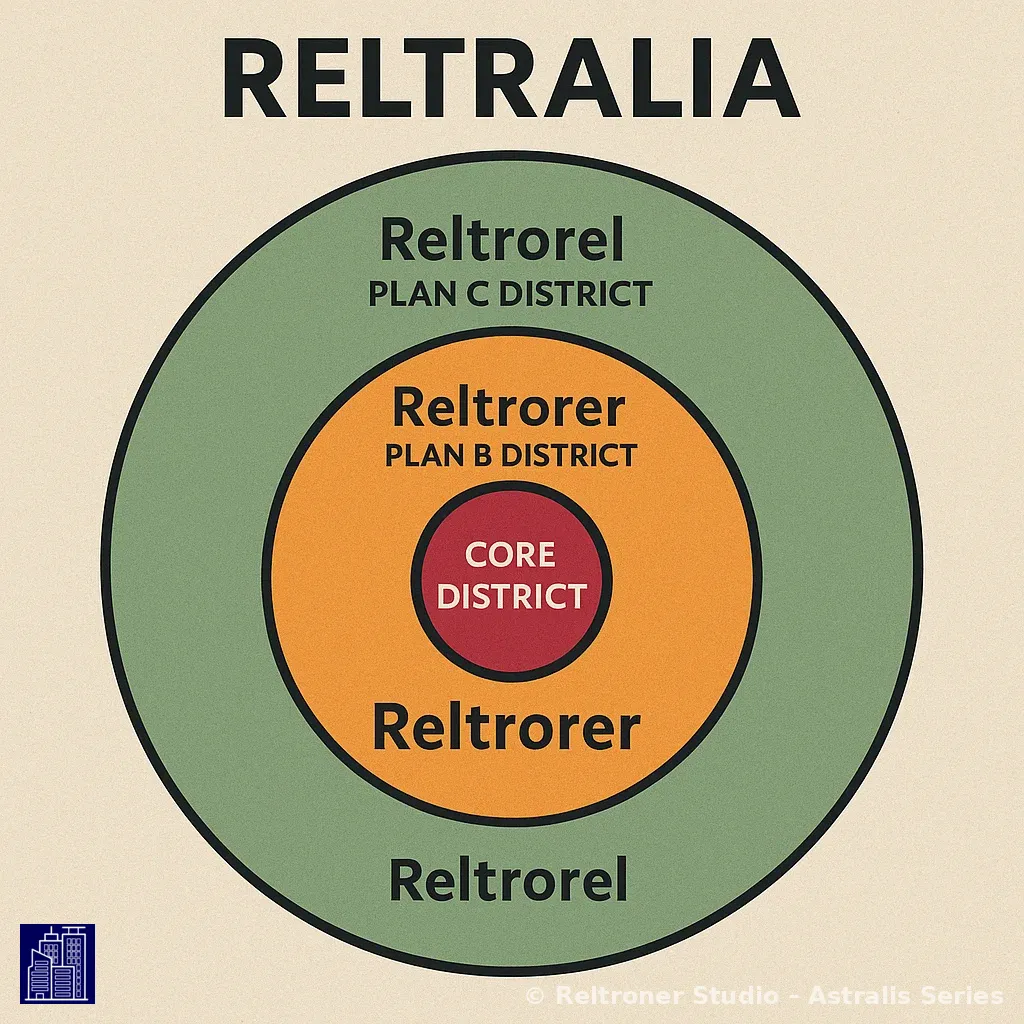 RELTRALIA
Reltrorel
PLAN C DISTRICT
Reltrorer
PLAN B DISTRICT
CORE
DISTRICT
Reltrorer
Reltrorel
© Reltroner Studio - Astralis Series